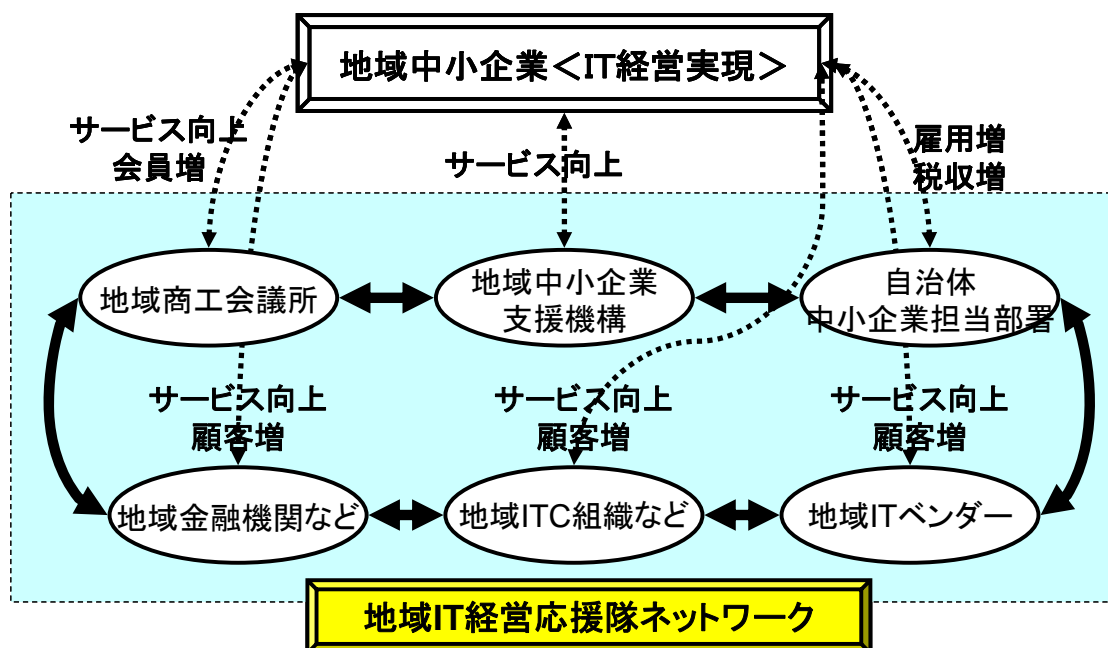 地域中小企業＜IT経営実現＞
サービス向上
会員増
サービス向上
雇用増
税収増
地域商工会議所
地域中小企業
支援機構
自治体
中小企業担当部署
サービス向上
顧客増
サービス向上
顧客増
サービス向上
顧客増
地域金融機関など
地域ITC組織など
地域ITベンダー
地域IT経営応援隊ネットワーク